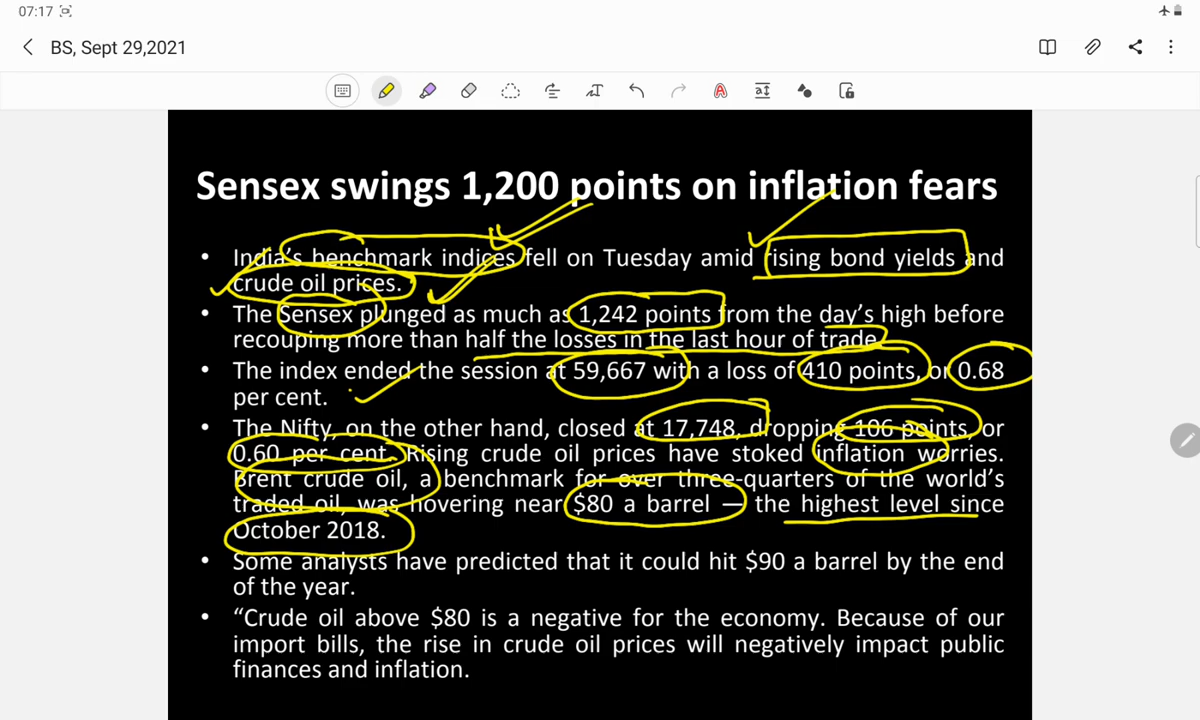 07:17
BS, Sept 29,2021
Sensex swings 1,200 points on inflation fears
• India's benchmark indices fell on Tuesday amid rising bond yields and
crude oil prices.
• The Sensex plunged as much as 1,242 points from the day's high before
recouping more than half the losses in the last hour of trade.
• The index ended the session at 59,667 with a loss of 410 points, or 0.68
per cent.
• The Nifty, on the other hand, closed at 17,748, dropping 106 points, or
0.60 per cent. Rising crude oil prices have stoked inflation worries.
Brent crude oil, a benchmark for over three-quarters of the world's
traded oil, was hovering near $80 a barrel — the highest level since
October 2018.
• Some analysts have predicted that it could hit $90 a barrel by the end
of the year.
• “Crude oil above $80 is a negative for the economy. Because of our
import bills, the rise in crude oil prices will negatively impact public
finances and inflation.